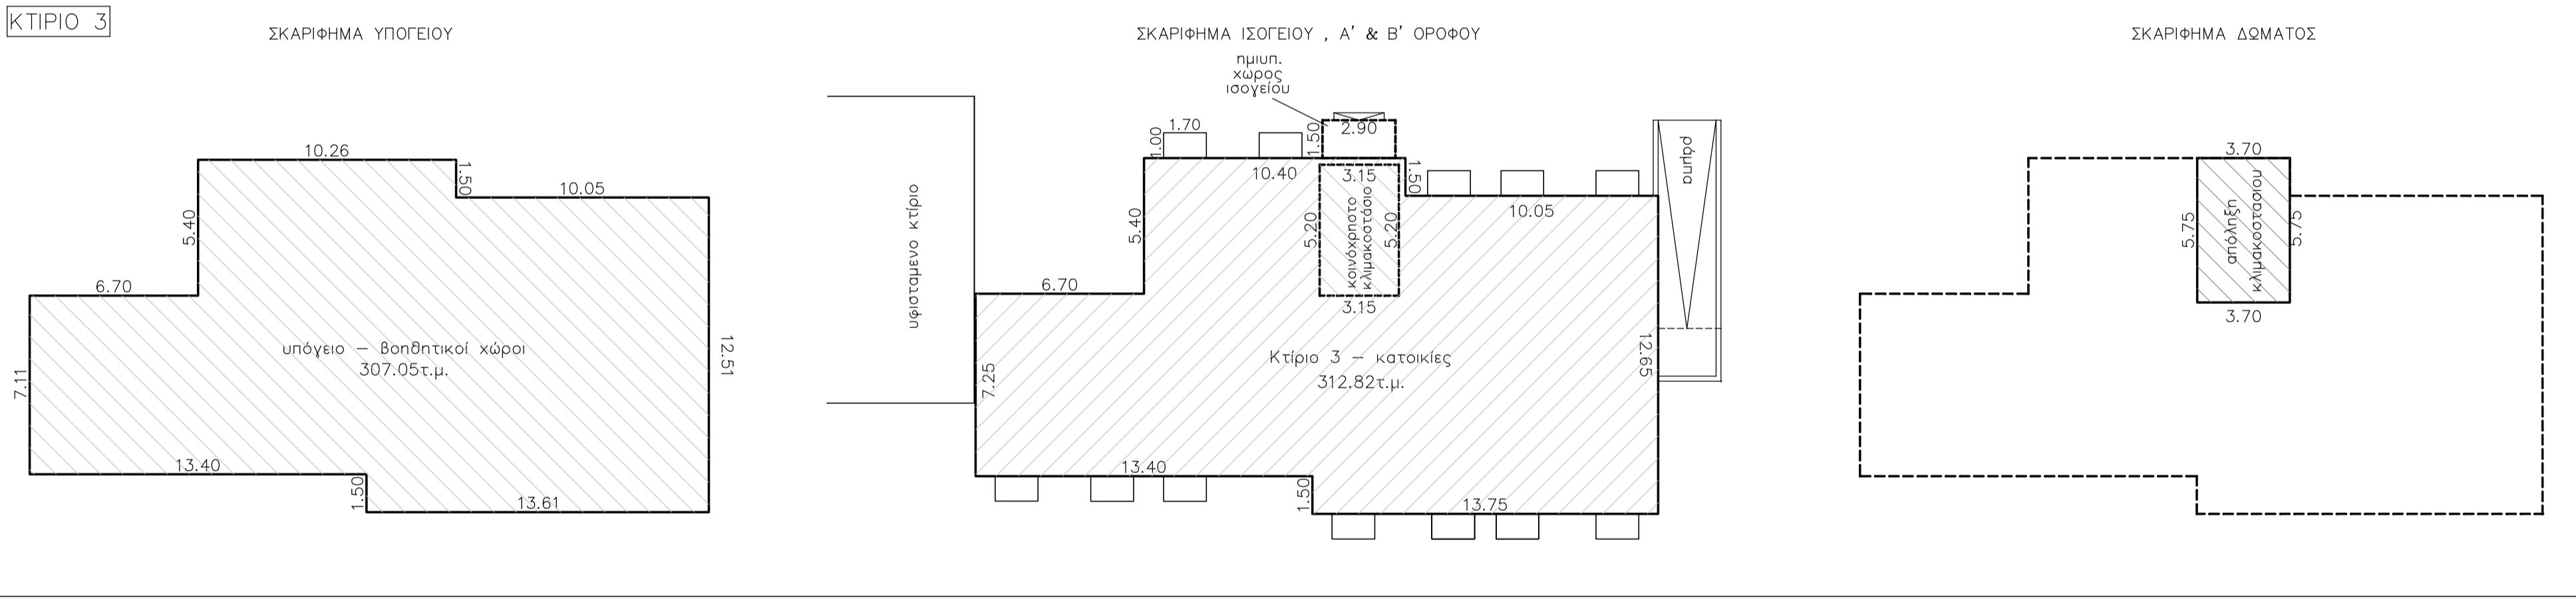 ΚΤΙΡΙΟ 3
ΣΚΑΡΙΦΗΜΑ ΥΠΟΓΕΙΟΥ
10.26
1.50
10.05
5.40
6.70
υπόγειο – βοηθητικοί χώροι
307.05τ.μ.
7.11
12.51
13.40
1.50
13.61
ΣΚΑΡΙΦΗΜΑ ΙΣΟΓΕΙΟΥ , Α' & Β' ΟΡΟΦΟΥ
ημιυπ.
χωρος
ισογείου
1.00
1.70
1.50
2.90
10.40
3.15
1.50
10.05
ραμπα
υφισταμενο κτίριο
5.40
5.20
κοινόχρηστο
κλιμακοστάσιο
5.20
3.15
6.70
Κτίριο 3 – κατοικίες
312.82τ.μ.
7.25
12.65
13.40
1.50
13.75
ΣΚΑΡΙΦΗΜΑ ΔΩΜΑΤΟΣ
3.70
5.75
απόληξη
κλιμακοστασιου
5.75
3.70